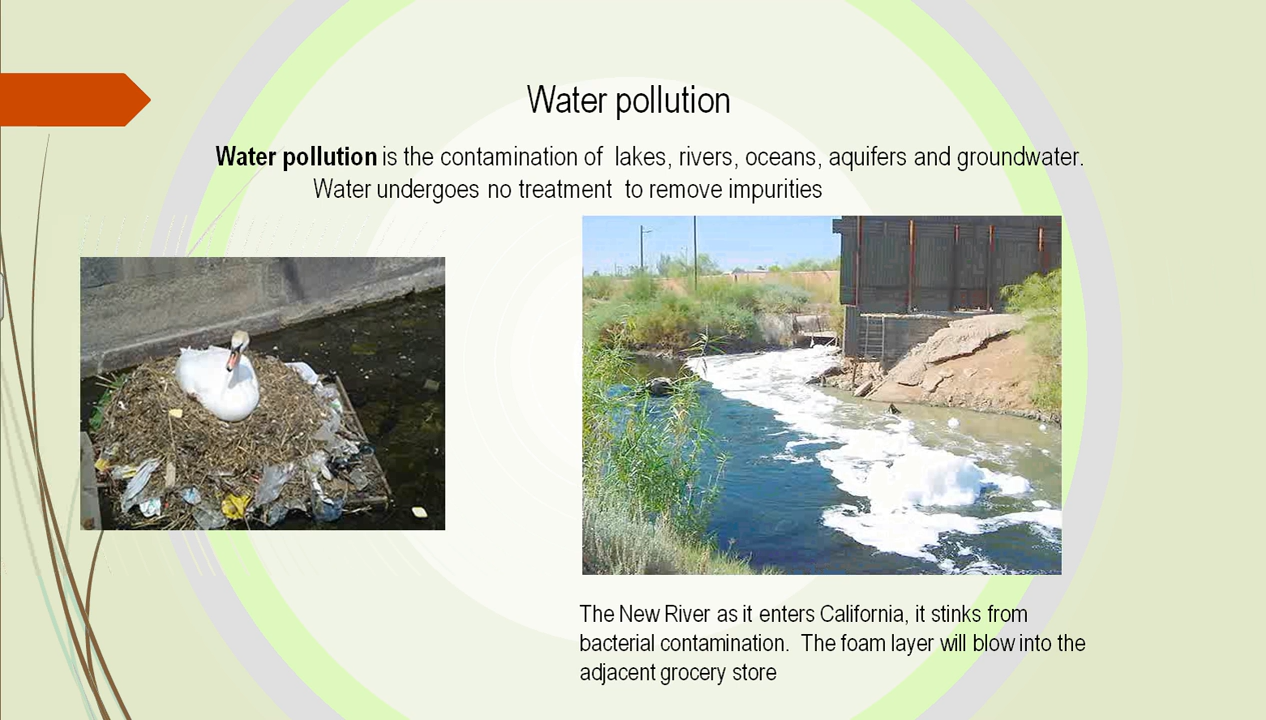 Water pollution
Water pollution is the contamination of lakes, rivers, oceans, aquifers and groundwater.
Water undergoes no treatment to remove impurities
The New River as it enters California, it stinks from
bacterial contamination. The foam layer will blow into the
adjacent grocery store